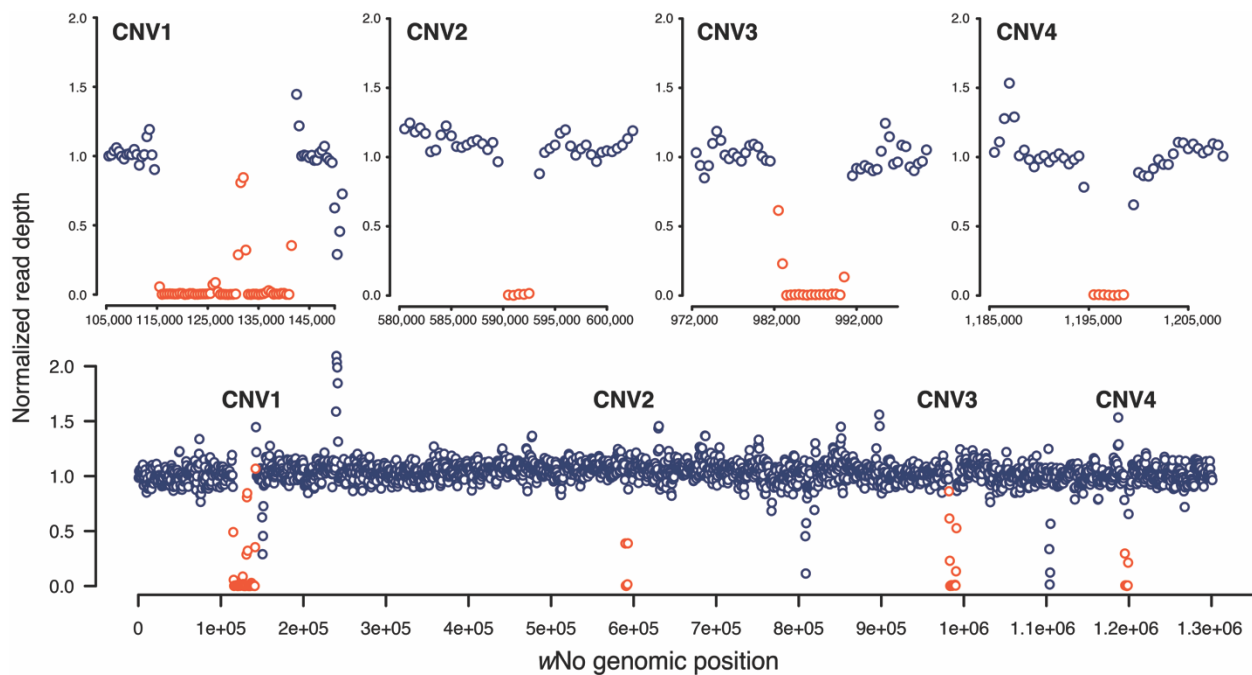 Normalized read depth
2.0 CNV1
1.5
1.0
0.5
0.0
105,000 115,000 125,000 135,000 145,000
2.0 CNV2
1.5
1.0
0.5
0.0
580,000 585,000 590,000 595,000 600,000
2.0 CNV3
1.5
1.0
0.5
0.0
972,000 982,000 992,000
2.0 CNV4
1.5
1.0
0.5
0.0
1,185,000 1,195,000 1,205,000
2.0
CNV1 CNV2 CNV3 CNV4
1.5
1.0
0.5
0.0
0 1e+05 2e+05 3e+05 4e+05 5e+05 6e+05 7e+05 8e+05 9e+05 1e+06 1.1e+06 1.2e+06 1.3e+06
wNo genomic position